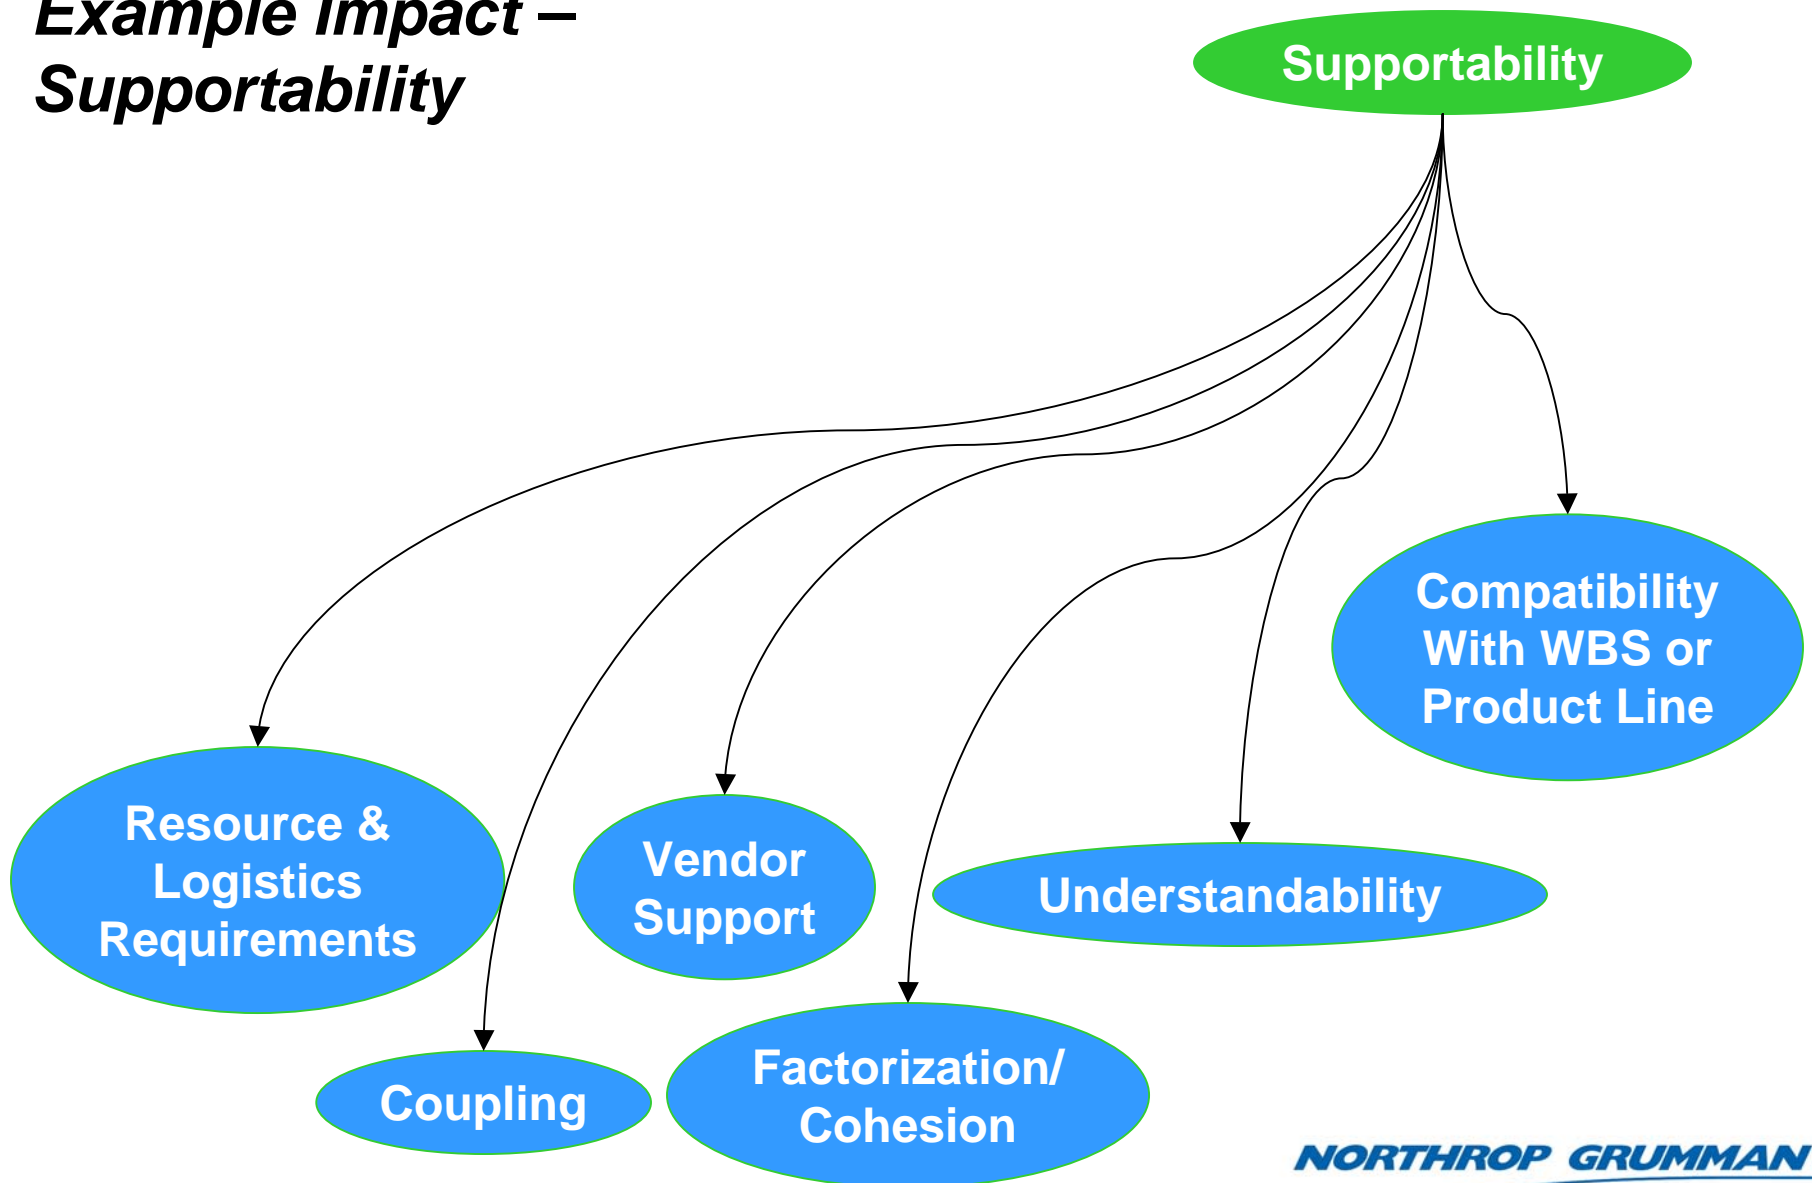 Example Impact –
Supportability
Supportability
Compatibility
With WBS or
Product Line
Resource &
Logistics
Requirements
Vendor
Support
Understandability
Coupling
Factorization/
Cohesion
NORTHROP GRUMMAN